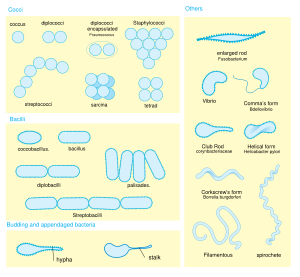 Cocci
coccus
diplococci
diplococci
encapsulated
Pneumococcus
Staphylococci
streptococci
sarcina
tetrad
Bacilli
coccobacillus.
bacillus
diplobacilli
palisades.
Streptobacilli
Budding and appendaged bacteria
hypha
stalk
Others
enlarged rod
Fusobacterium
Vibrio
Comma's form
Bdellovibrio
Club Rod
Corynbacteriaceae
Helical form
Helicobacter pylori
Corkscrew's form
Borrelia burgdorferi
Filamentous
spirochete